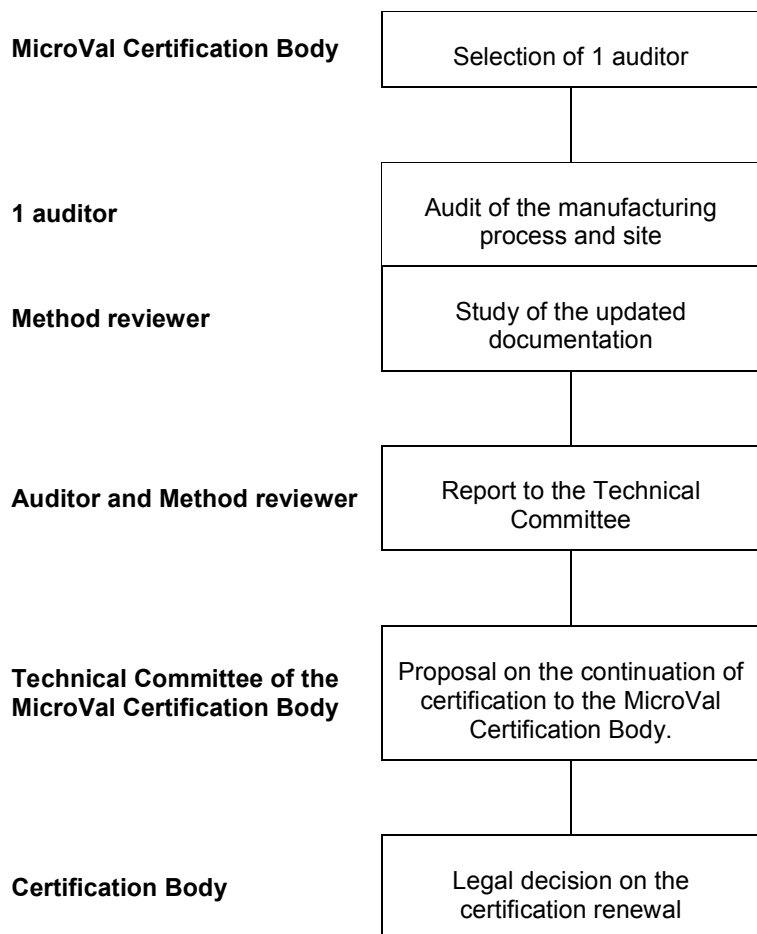 MicroVal Certification Body
Selection of 1 auditor
1 auditor
Audit of the manufacturing
process and site
Method reviewer
Study of the updated
documentation
Auditor and Method reviewer
Report to the Technical
Committee
Technical Committee of the
MicroVal Certification Body
Proposal on the continuation of
certification to the MicroVal
Certification Body.
Certification Body
Legal decision on the
certification renewal